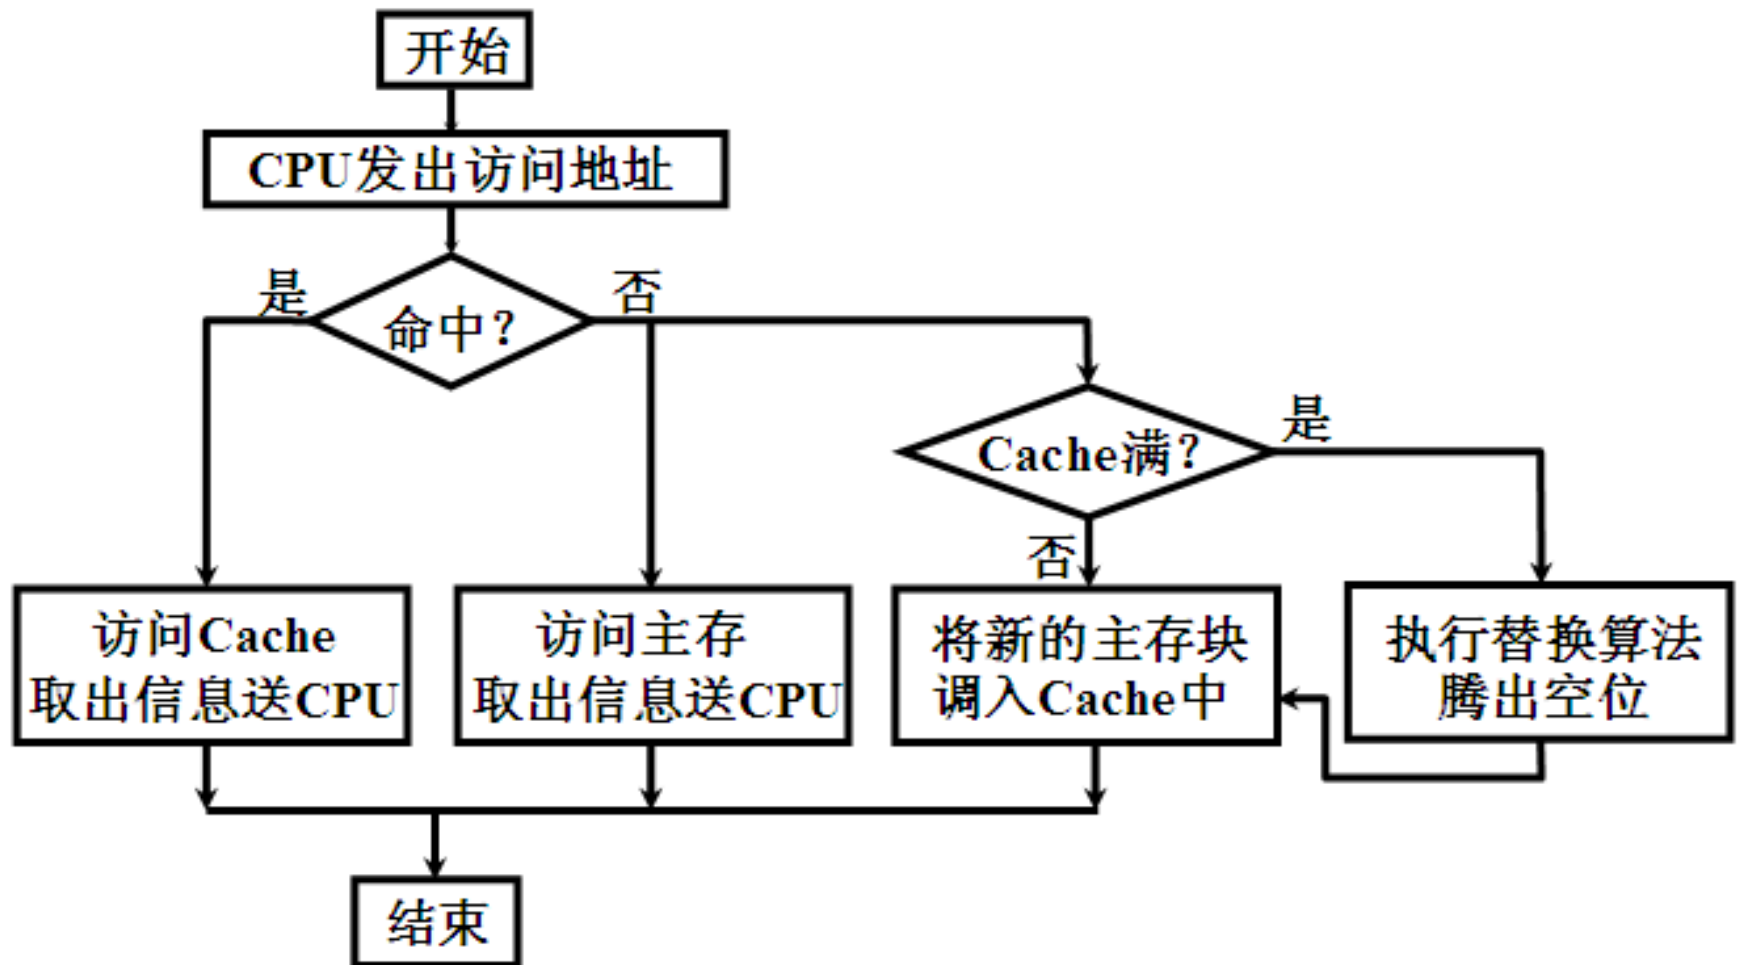 开始
CPU发出访问地址
是
否
命中？
是
Cache满？
否
访问Cache
取出信息送CPU
访问主存
取出信息送CPU
将新的主存块
调入Cache中
执行替换算法
腾出空位
结束